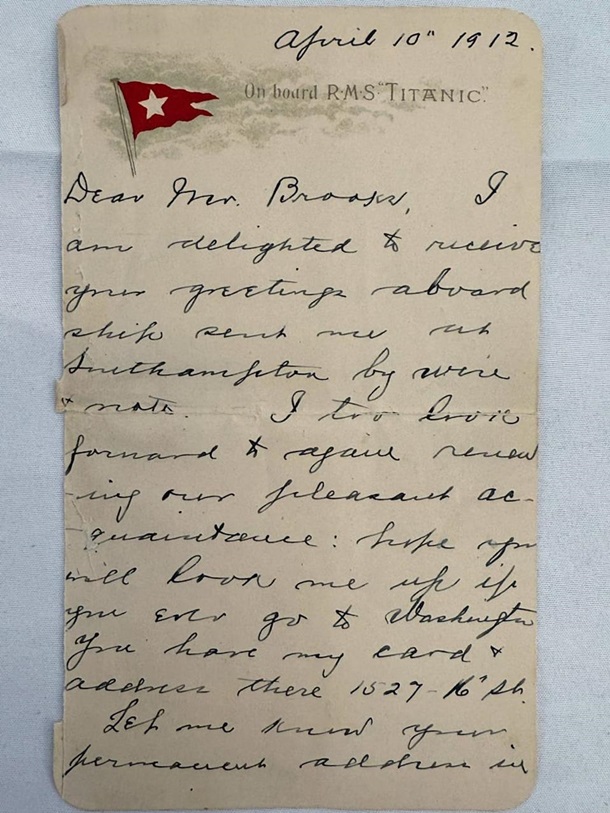 April 10" 1912.
On board R·M·S "TITANIC."
Dear Mr. Brooks, I
am delighted to receive
your greetings aboard
ship sent me at
Southampton by wire
& note. I too look
forward to again renew
-ing our pleasant ac-
quaintance: hope you
will look me up if
you ever go to Washington
You have my card &
address there 1527-16" St.
Let me know your
permanent address in